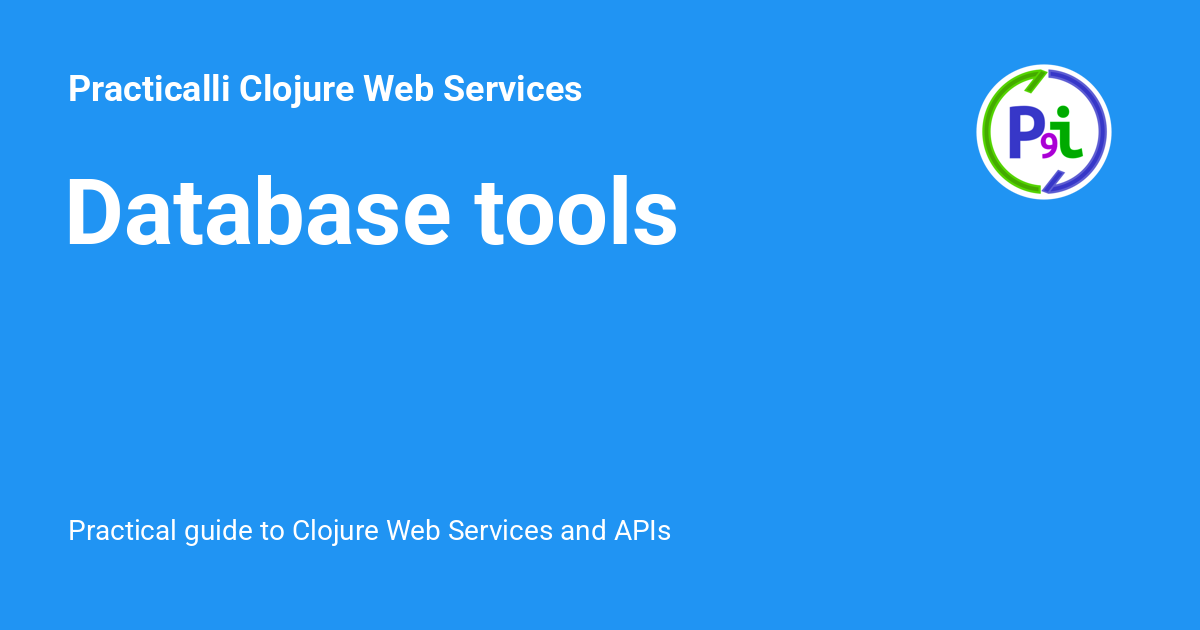 Practicalli Clojure Web Services
P9i
Database tools
Practical guide to Clojure Web Services and APIs